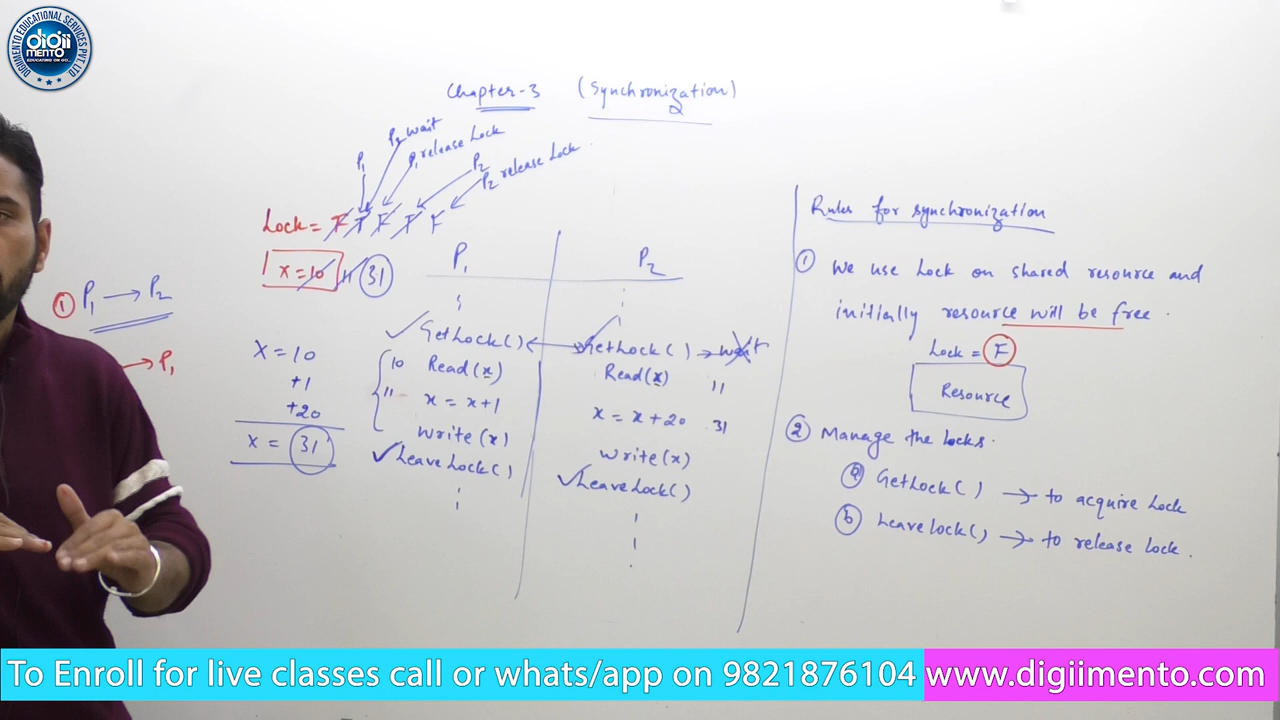 DIGIIMENTO EDUCATIONAL SERVICES PVT. LTD
digii
MENTO
EDUCATING ON GO...
Chapter-3 (Synchronization)
P2 wait
P1 release Lock
P1
P2
P2 release Lock
Lock = F T F T F
x = 10 11 31
① P1 → P2
→ P1
x = 10
+1
+20
x = 31
P1
GetLock()
10 Read(x)
11 x = x+1
write(x)
LeaveLock()
P2
GetLock() → wait
Read(x) 11
x = x+20 31
write(x)
LeaveLock()
Rules for synchronization
① We use Lock on shared resource and
initially resource will be free.
Lock = F
Resource
② Manage the locks.
ⓐ GetLock() → to acquire Lock
ⓑ Leavelock() → to release Lock.
To Enroll for live classes call or whats/app on 9821876104 www.digiimento.com